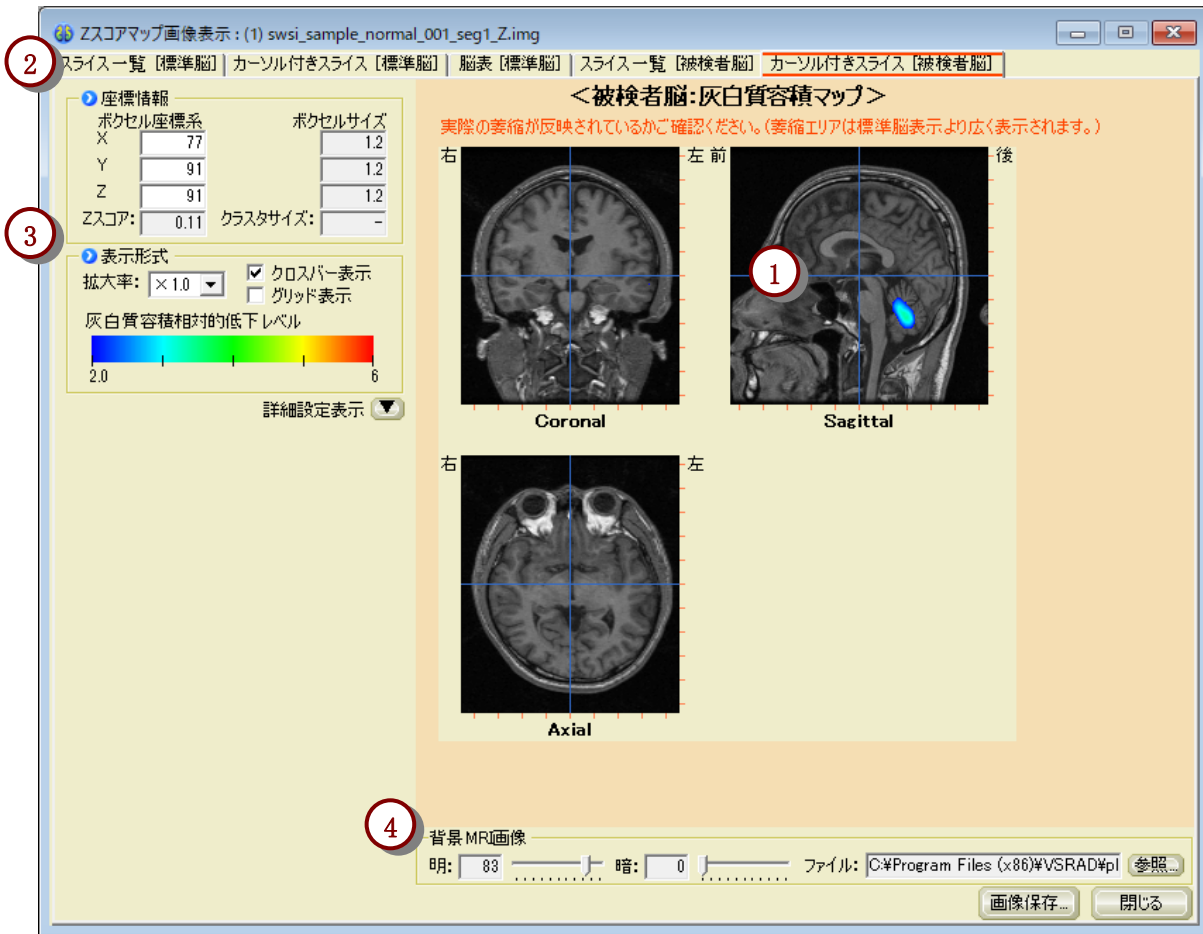 Zスコアマップ画像表示 : (1) swsi_sample_normal_001_seg1_Z.img
スライス一覧 [標準脳] カーソル付きスライス [標準脳] 脳表 [標準脳] スライス一覧 [被検者脳] カーソル付きスライス [被検者脳]
2
座標情報
ボクセル座標系 ボクセルサイズ
X 77 1.2
Y 91 1.2
Z 91 1.2
Zスコア: 0.11 クラスタサイズ: -
3
表示形式
拡大率: ×1.0 クロスバー表示
グリッド表示
灰白質容積相対的低下レベル
2.0 6
詳細設定表示
<被検者脳:灰白質容積マップ>
実際の萎縮が反映されているかご確認ください。(萎縮エリアは標準脳表示より広く表示されます。)
右 左 前 後
1
Coronal Sagittal
右 左
Axial
4
背景MRI画像
明: 83 暗: 0 ファイル: C:¥Program Files (x86)¥VSRAD¥pl 参照...
画像保存... 閉じる